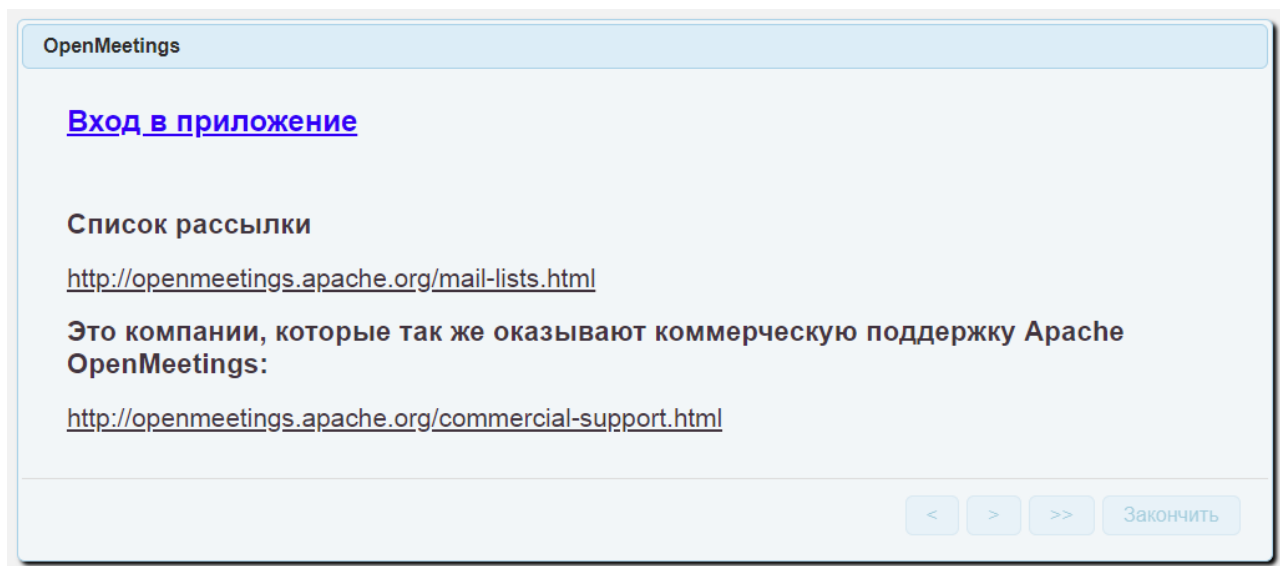 OpenMeetings
Вход в приложение
Список рассылки
http://openmeetings.apache.org/mail-lists.html
Это компании, которые так же оказывают коммерческую поддержку Apache
OpenMeetings:
http://openmeetings.apache.org/commercial-support.html
< > >> Закончить